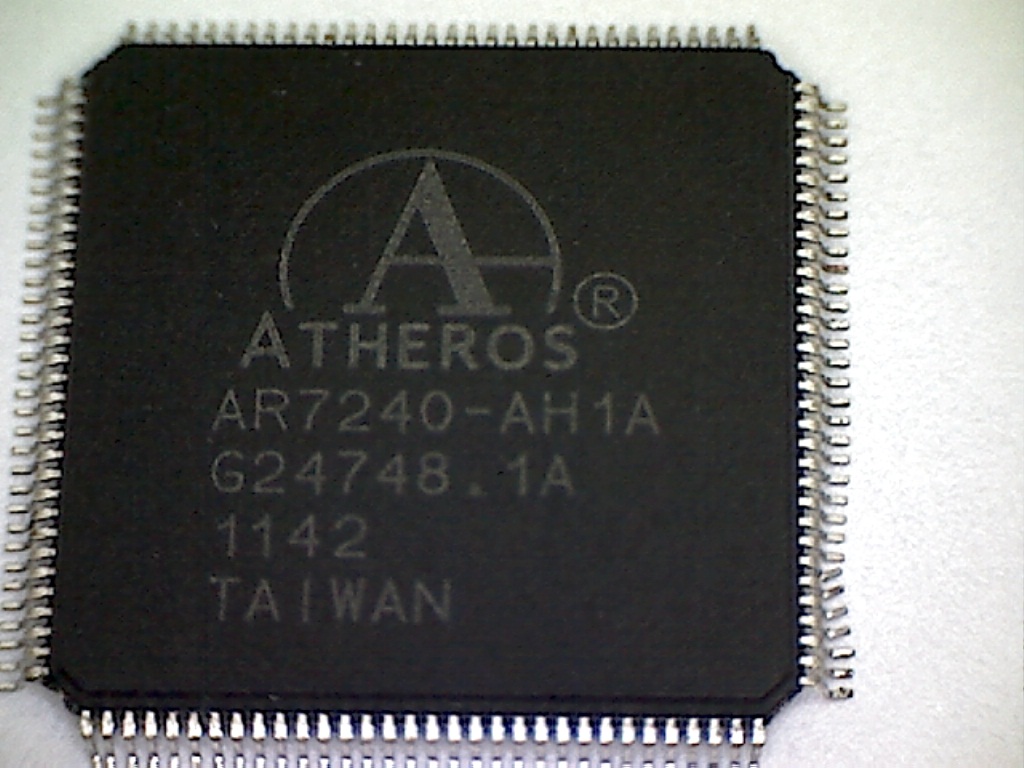 ATHEROS®
AR7240-AH1A
G24748.1A
1142
TAIWAN